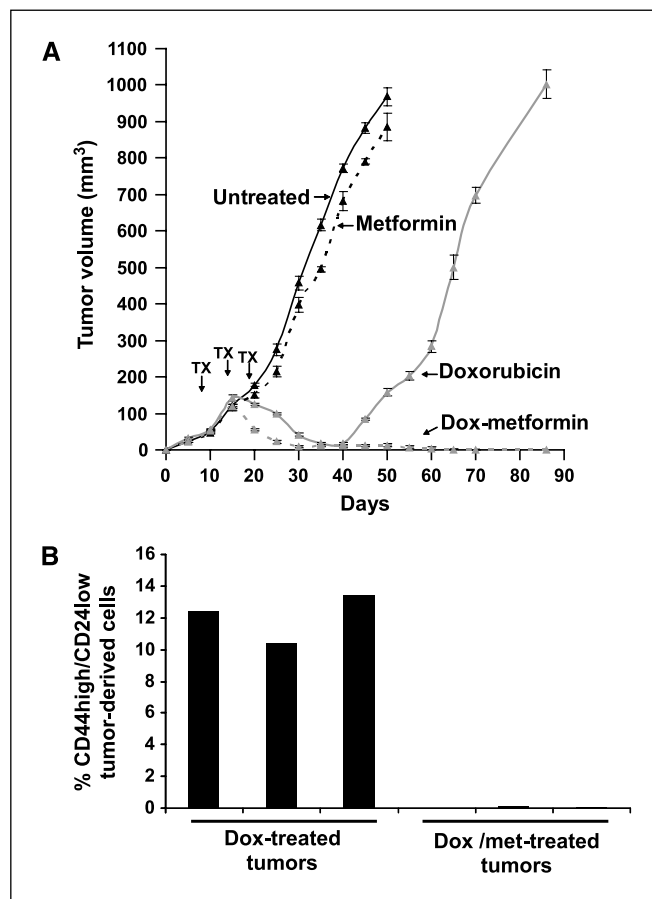 A
Tumor volume (mm³)
1100
1000
900
800
700
600
500
400
300
200
100
0
Untreated
Metformin
TX
TX
TX
Doxorubicin
Dox-metformin
0 10 20 30 40 50 60 70 80 90
Days
B
% CD44high/CD24low
tumor-derived cells
16
14
12
10
8
6
4
2
0
Dox-treated
tumors
Dox /met-treated
tumors